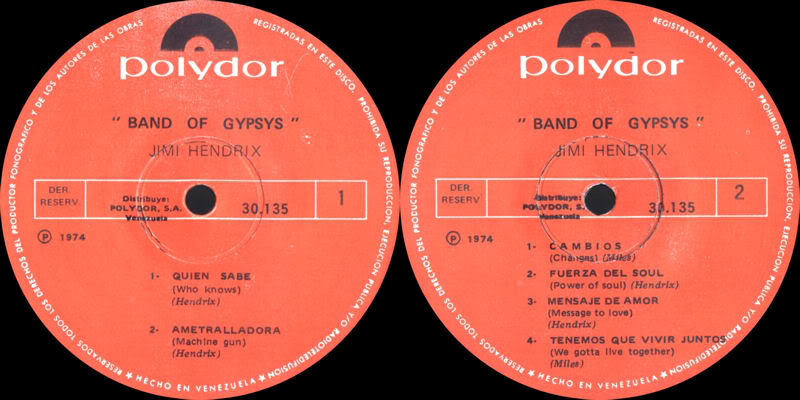 RESERVADOS TODOS LOS DERECHOS DEL PRODUCTOR FONOGRAFICO Y DE LOS AUTORES DE LAS OBRAS REGISTRADAS EN ESTE DISCO. PROHIBIDA SU REPRODUCCION, EJECUCION PUBLICA Y/O RADIOTELEDIFUSION ★ HECHO EN VENEZUELA ★
polydor
" BAND OF GYPSYS "
JIMI HENDRIX
DER.
RESERV.
Distribuye:
POLYDOR, S.A.
Venezuela
30.135
1
Ⓟ 1974
1- QUIEN SABE
(Who knows)
(Hendrix)
2- AMETRALLADORA
(Machine gun)
(Hendrix)
RESERVADOS TODOS LOS DERECHOS DEL PRODUCTOR FONOGRAFICO Y DE LOS AUTORES DE LAS OBRAS REGISTRADAS EN ESTE DISCO. PROHIBIDA SU REPRODUCCION, EJECUCION PUBLICA Y/O RADIOTELEDIFUSION ★ HECHO EN VENEZUELA ★
polydor
" BAND OF GYPSYS "
JIMI HENDRIX
DER.
RESERV.
Distribuye:
POLYDOR, S.
Venezuela
30.135
2
Ⓟ 1974
1- CAMBIOS
(Changes) (Miles)
2- FUERZA DEL SOUL
(Power of soul) (Hendrix)
3- MENSAJE DE AMOR
(Message to love)
(Hendrix)
4- TENEMOS QUE VIVIR JUNTOS
(We gotta live together)
(Miles)